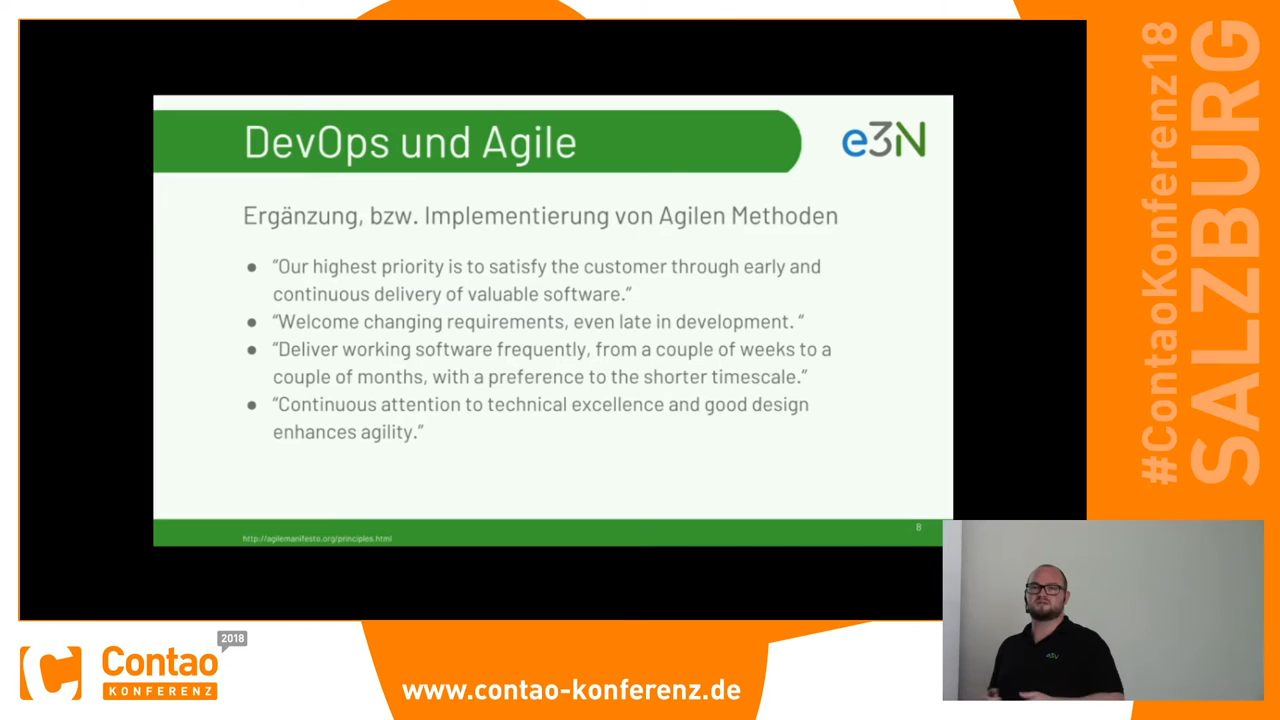 DevOps und Agile
e3N
Ergänzung, bzw. Implementierung von Agilen Methoden
● “Our highest priority is to satisfy the customer through early and
continuous delivery of valuable software.”
● “Welcome changing requirements, even late in development. “
● “Deliver working software frequently, from a couple of weeks to a
couple of months, with a preference to the shorter timescale.”
● “Continuous attention to technical excellence and good design
enhances agility.”
http://agilemanifesto.org/principles.html
8
#ContaoKonferenz18
SALZBURG
2018
Contao
KONFERENZ
www.contao-konferenz.de
e3N